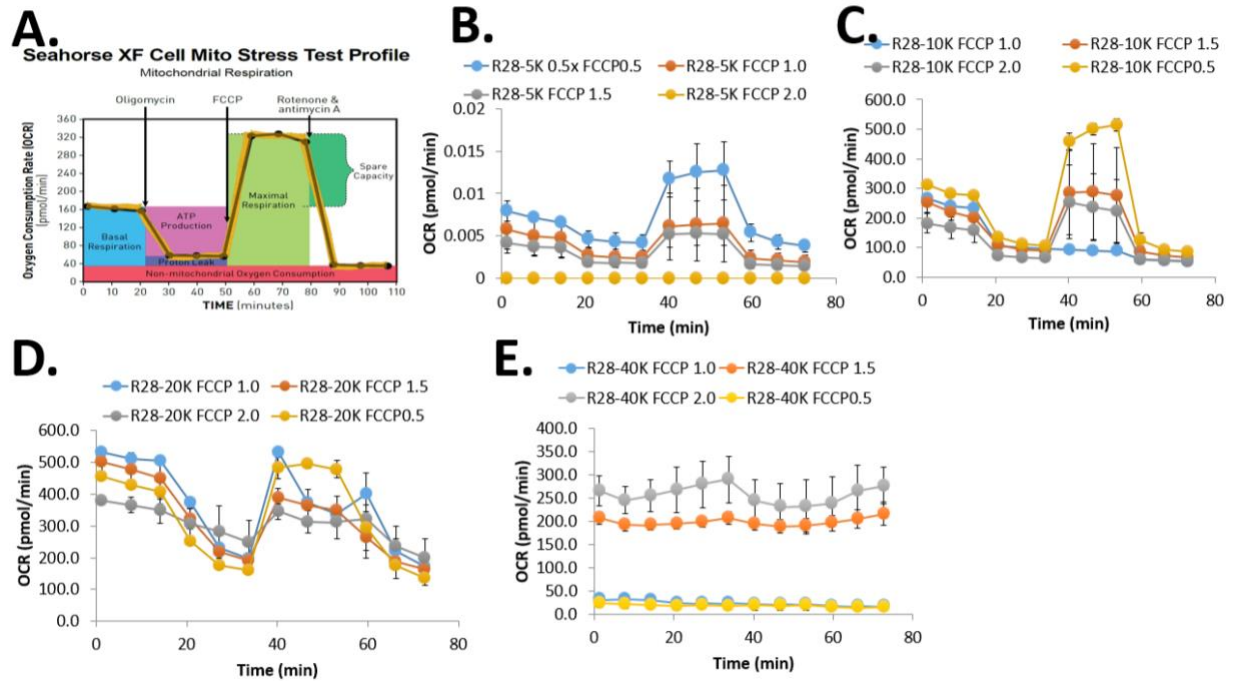 A.
Seahorse XF Cell Mito Stress Test Profile
Mitochondrial Respiration
Oligomycin FCCP Rotenone &
antimycin A
Oxygen Consumption Rate (OCR)
(pmol/min)
360
320
280
240
200
160
120
80
40
0
Basal
Respiration
ATP
Production
Proton Leak
Maximal
Respiration
Spare
Capacity
Non-mitochondrial Oxygen Consumption
0 10 20 30 40 50 60 70 80 90 100 110
TIME (minutes)
B.
R28-5K 0.5x FCCP0.5 R28-5K FCCP 1.0
R28-5K FCCP 1.5 R28-5K FCCP 2.0
OCR (pmol/min)
0.02
0.015
0.01
0.005
0
0 20 40 60 80
Time (min)
C.
R28-10K FCCP 1.0 R28-10K FCCP 1.5
R28-10K FCCP 2.0 R28-10K FCCP0.5
OCR (pmol/min)
600.0
500.0
400.0
300.0
200.0
100.0
0.0
0 20 40 60 80
Time (min)
D.
R28-20K FCCP 1.0 R28-20K FCCP 1.5
R28-20K FCCP 2.0 R28-20K FCCP0.5
OCR (pmol/min)
600.0
500.0
400.0
300.0
200.0
100.0
0.0
0 20 40 60 80
Time (min)
E.
R28-40K FCCP 1.0 R28-40K FCCP 1.5
R28-40K FCCP 2.0 R28-40K FCCP0.5
OCR (pmol/min)
400.0
350.0
300.0
250.0
200.0
150.0
100.0
50.0
0.0
0 20 40 60 80
Time (min)